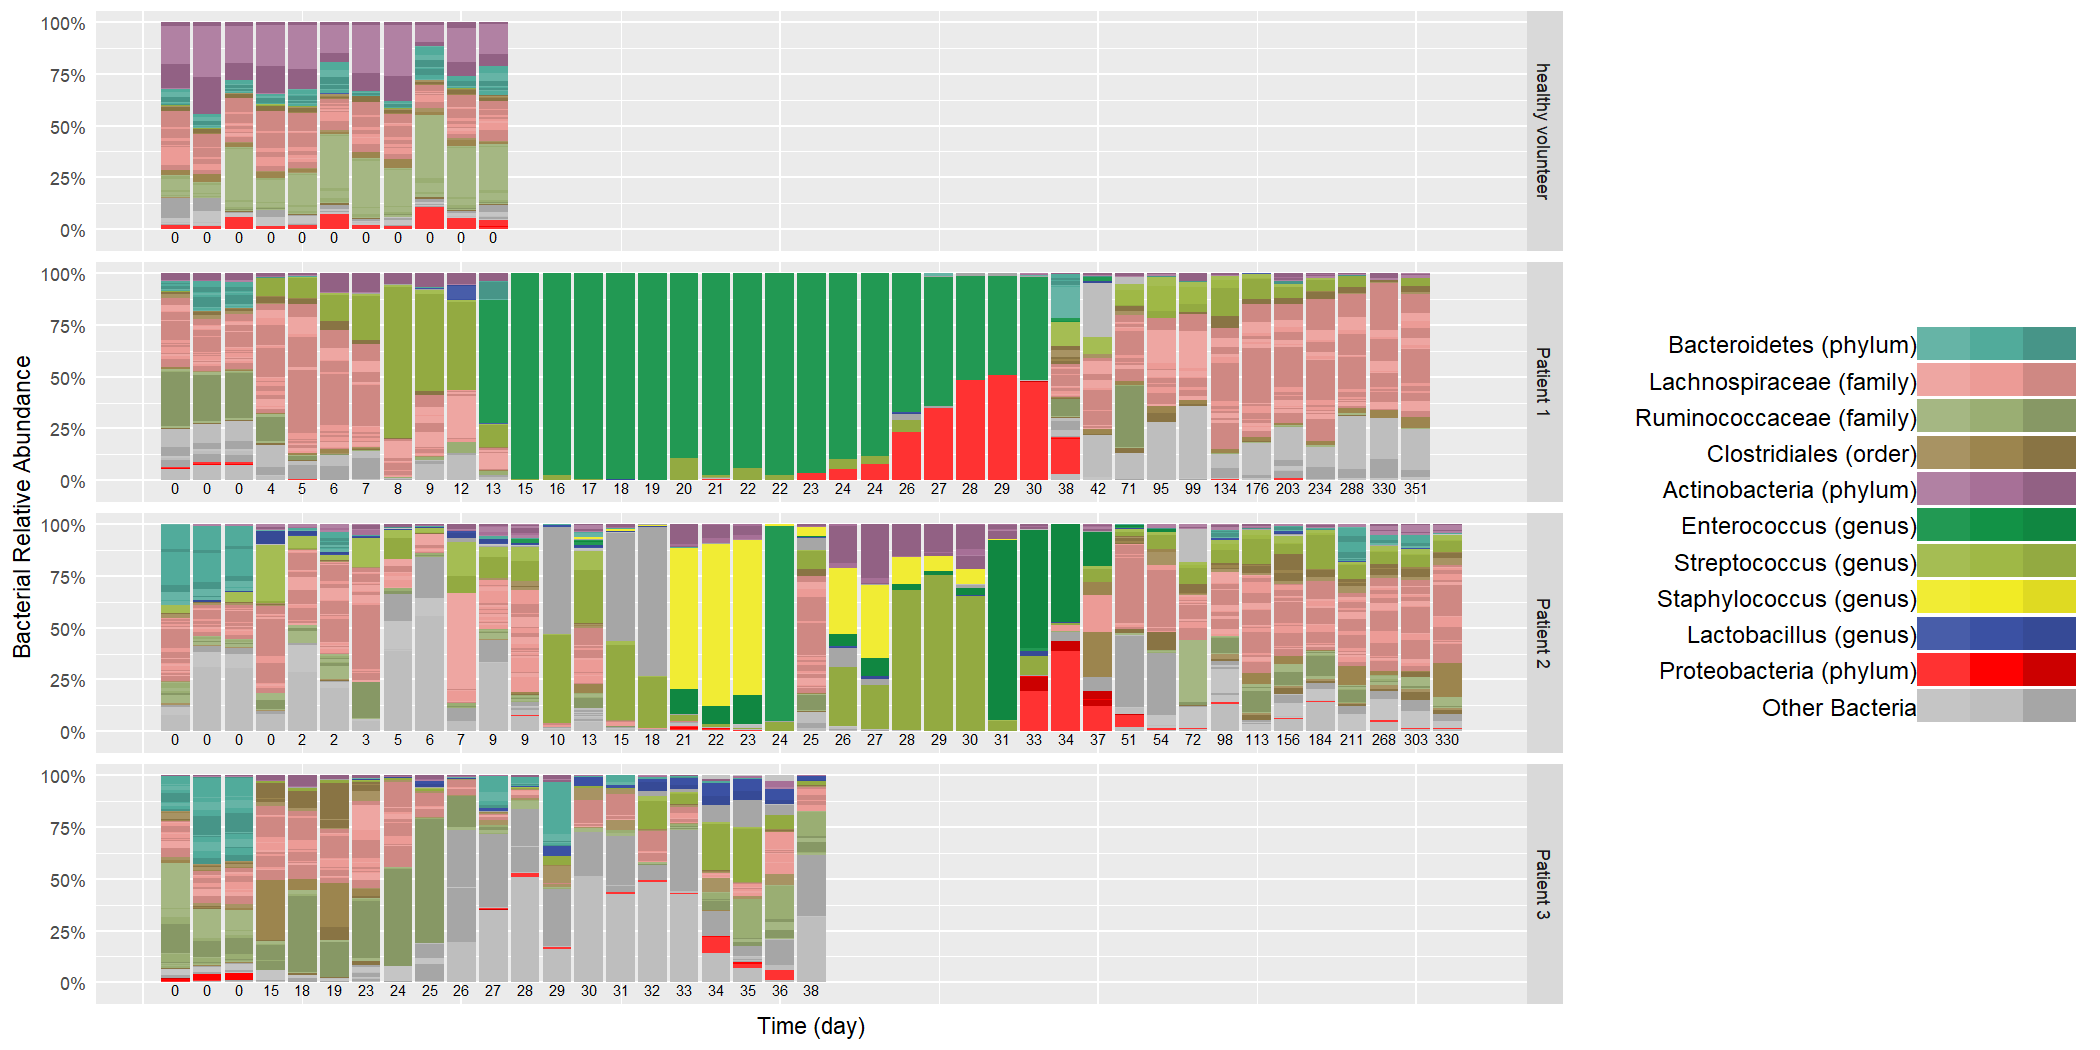 Bacterial Relative Abundance
100%
75%
50%
25%
0%
0 0 0 0 0 0 0 0 0 0 0
healthy volunteer
100%
75%
50%
25%
0%
0 0 0 4 5 6 7 8 9 12 13 15 16 17 18 19 20 21 22 22 23 24 24 26 27 28 29 30 38 42 71 95 99 134 176 203 234 288 330 351
Patient 1
100%
75%
50%
25%
0%
0 0 0 0 2 2 3 5 6 7 9 9 10 13 15 18 21 22 23 24 25 26 27 28 29 30 31 33 34 37 51 54 72 98 113 156 184 211 268 303 330
Patient 2
100%
75%
50%
25%
0%
0 0 0 15 18 19 23 24 25 26 27 28 29 30 31 32 33 34 35 36 38
Patient 3
Time (day)
Bacteroidetes (phylum)
Lachnospiraceae (family)
Ruminococcaceae (family)
Clostridiales (order)
Actinobacteria (phylum)
Enterococcus (genus)
Streptococcus (genus)
Staphylococcus (genus)
Lactobacillus (genus)
Proteobacteria (phylum)
Other Bacteria